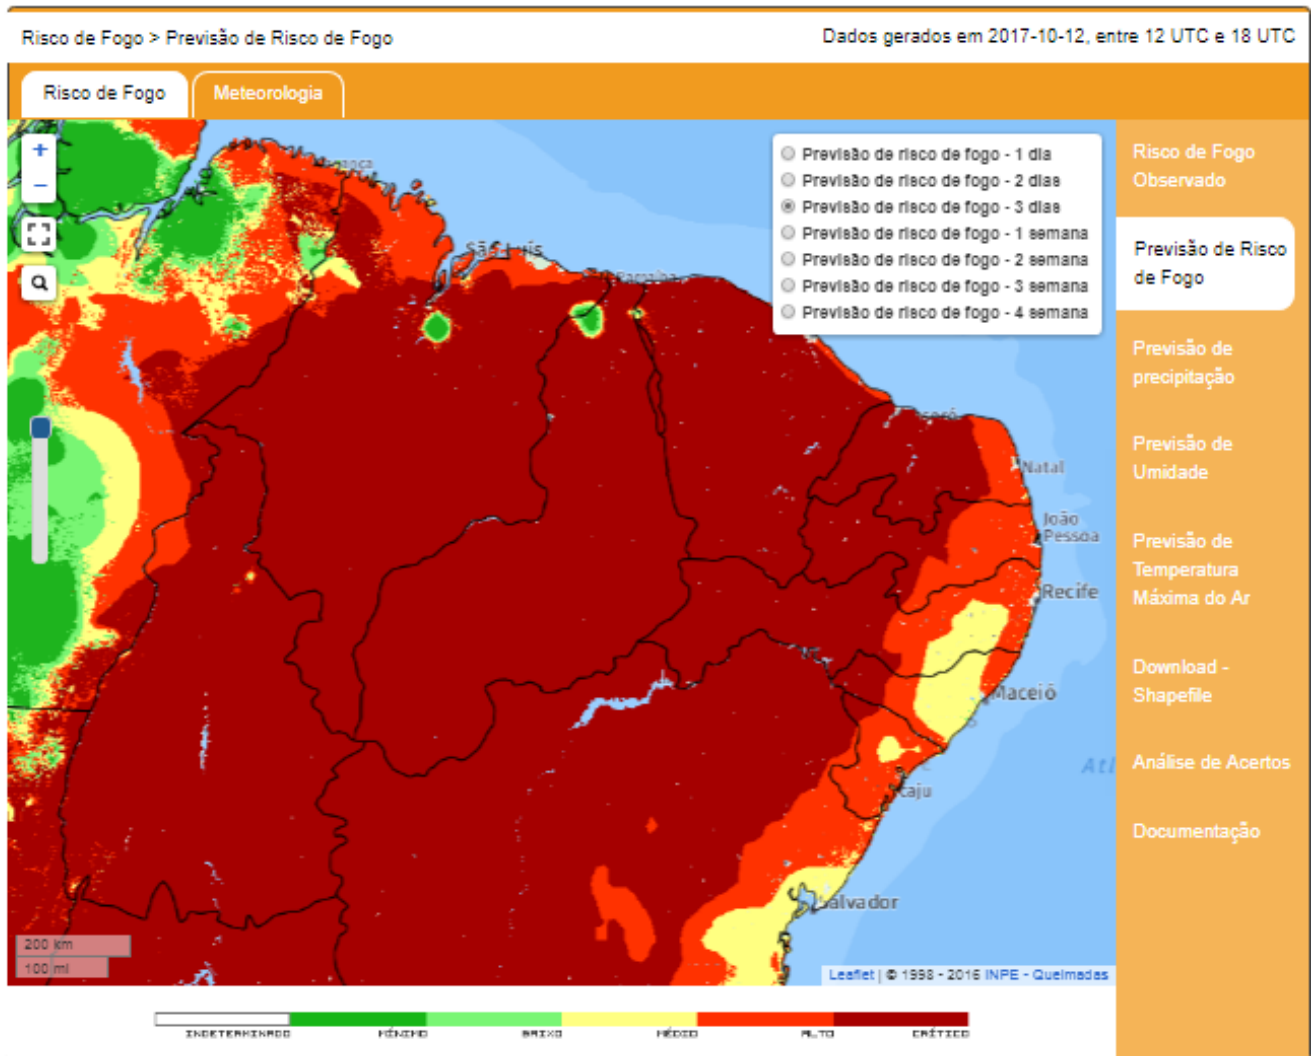 Risco de Fogo > Previsão de Risco de Fogo
Dados gerados em 2017-10-12, entre 12 UTC e 18 UTC
Risco de Fogo
Meteorologia
+
−
Previsão de risco de fogo - 1 dia
Previsão de risco de fogo - 2 dias
Previsão de risco de fogo - 3 dias
Previsão de risco de fogo - 1 semana
Previsão de risco de fogo - 2 semana
Previsão de risco de fogo - 3 semana
Previsão de risco de fogo - 4 semana
Risco de Fogo
Observado
Previsão de Risco
de Fogo
Previsão de
precipitação
Previsão de
Umidade
Previsão de
Temperatura
Máxima do Ar
Download -
Shapefile
Análise de Acertos
Documentação
São Luís
Parnaíba
Natal
João
Pessoa
Recife
Maceió
caju
Salvador
Atl
200 km
100 mi
Leaflet | © 1998 - 2016 INPE - Queimadas
INDETERMINADO
MÍNIMO
BAIXO
MÉDIO
ALTO
CRÍTICO